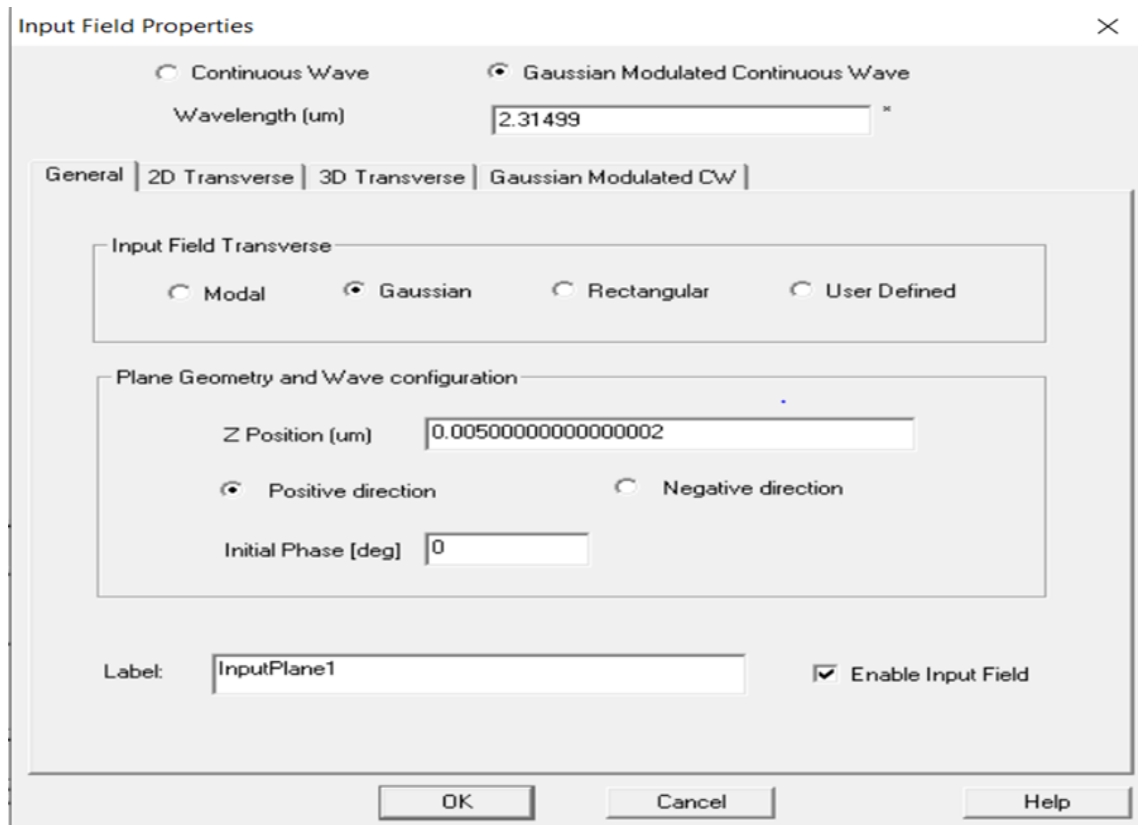 Input Field Properties
Continuous Wave Gaussian Modulated Continuous Wave
Wavelength (um) 2.31499 *
General 2D Transverse 3D Transverse Gaussian Modulated CW
Input Field Transverse
Modal Gaussian Rectangular User Defined
Plane Geometry and Wave configuration
Z Position (um) 0.00500000000000002
Positive direction Negative direction
Initial Phase [deg] 0
Label: InputPlane1 Enable Input Field
OK Cancel Help